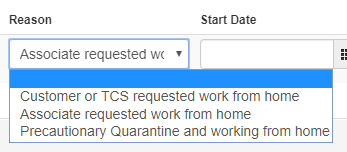 Reason Start Date
Associate requested wo
Customer or TCS requested work from home
Associate requested work from home
Precautionary Quarantine and working from home